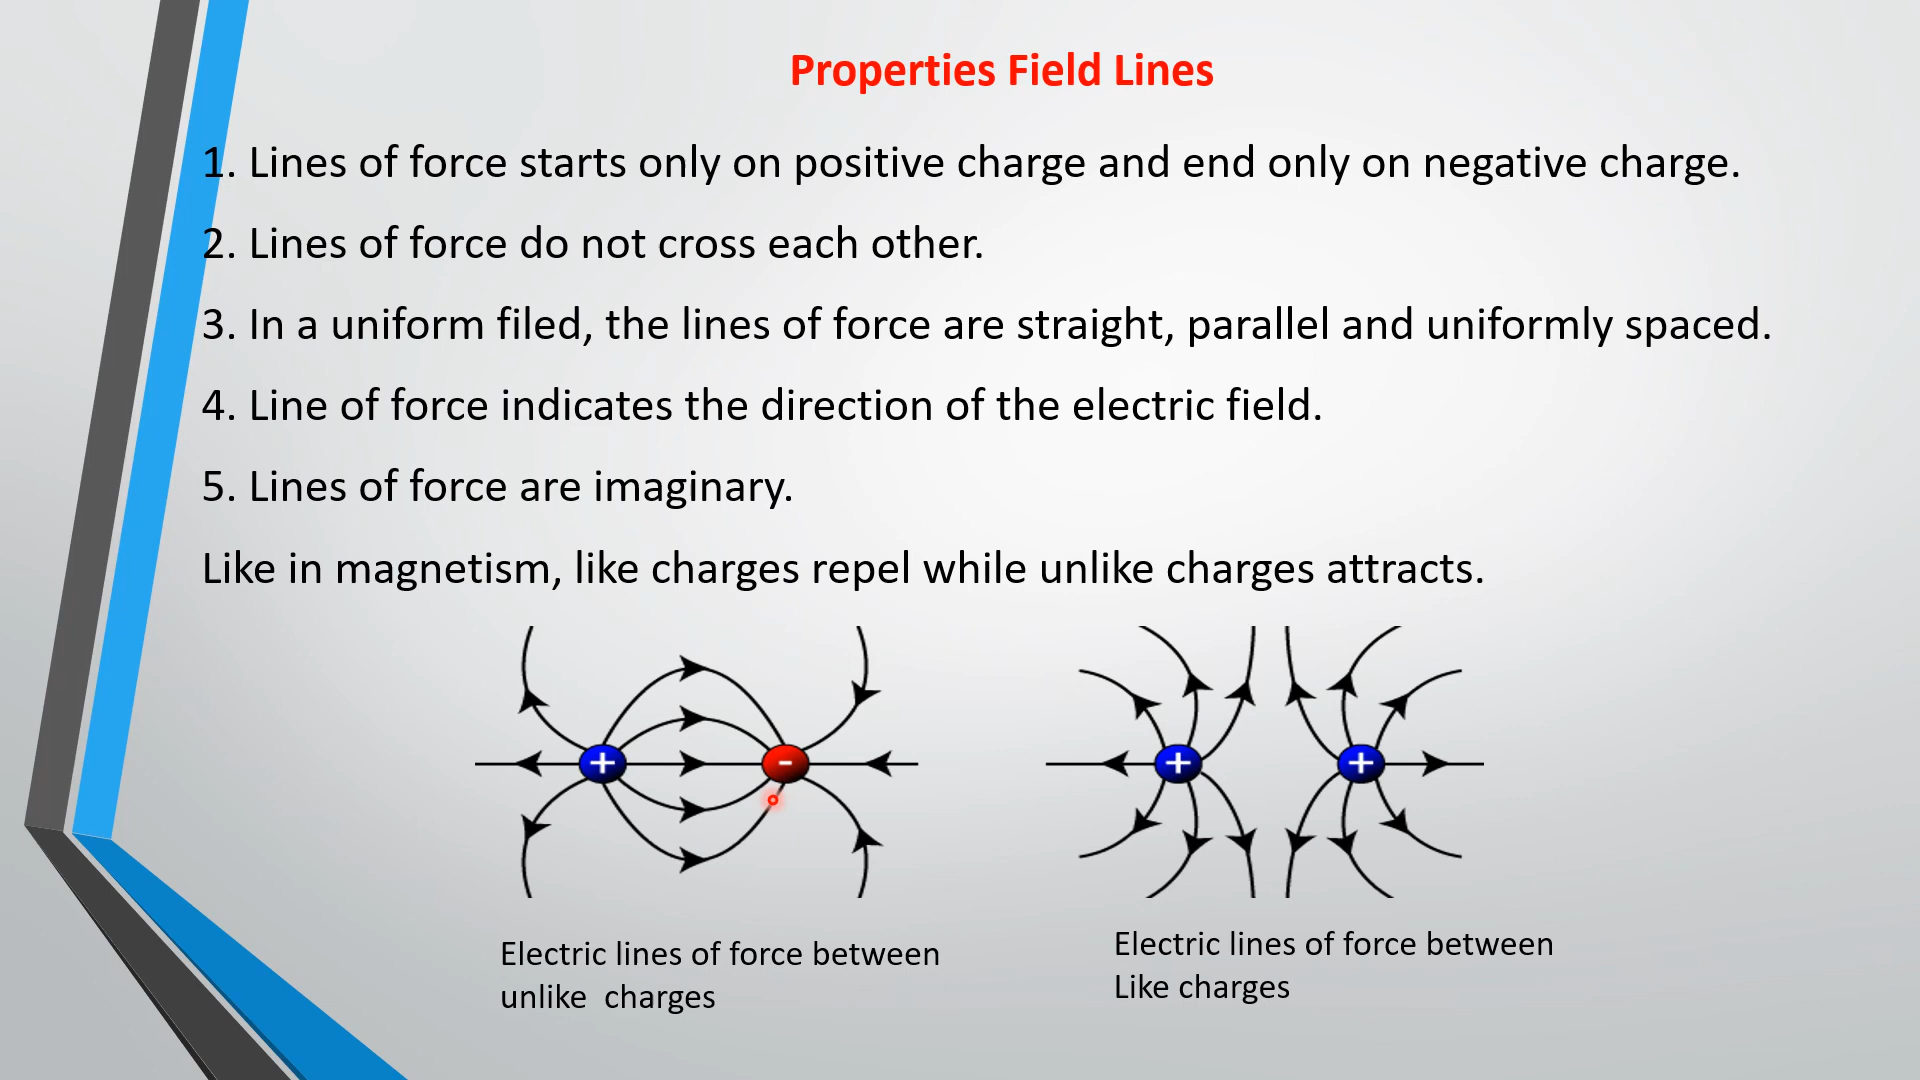 Properties Field Lines
1. Lines of force starts only on positive charge and end only on negative charge.
2. Lines of force do not cross each other.
3. In a uniform filed, the lines of force are straight, parallel and uniformly spaced.
4. Line of force indicates the direction of the electric field.
5. Lines of force are imaginary.
Like in magnetism, like charges repel while unlike charges attracts.
+ -
+ +
Electric lines of force between
unlike  charges
Electric lines of force between
Like charges